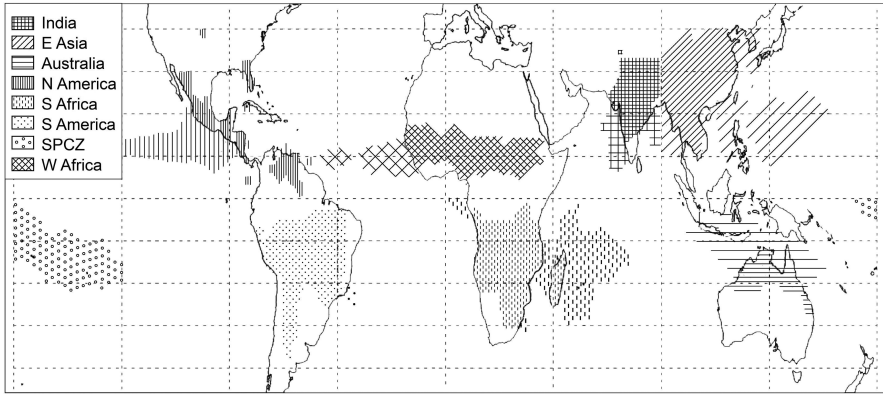 India
E Asia
Australia
N America
S Africa
S America
SPCZ
W Africa